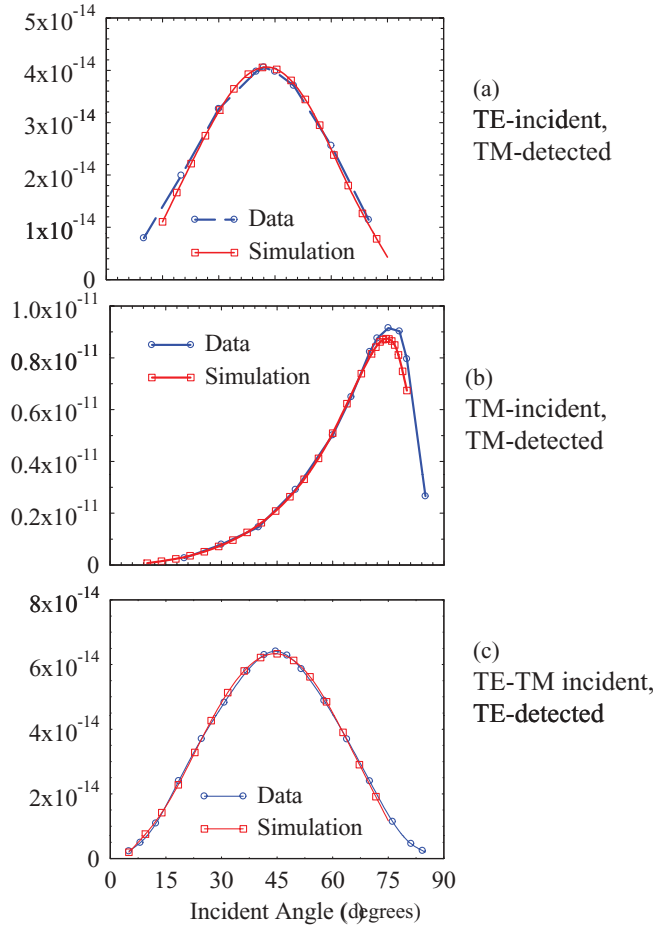 5x10-14
4x10-14
3x10-14
2x10-14
1x10-14
0
Data
Simulation
(a)
TE-incident,
TM-detected
1.0x10-11
0.8x10-11
0.6x10-11
0.4x10-11
0.2x10-11
0
Data
Simulation
(b)
TM-incident,
TM-detected
8x10-14
6x10-14
4x10-14
2x10-14
0
Data
Simulation
(c)
TE-TM incident,
TE-detected
0 15 30 45 60 75 90
Incident Angle (degrees)